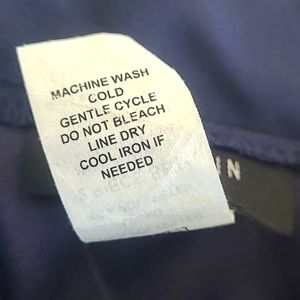 MACHINE WASH
COLD
GENTLE CYCLE
DO NOT BLEACH
LINE DRY
COOL IRON IF
NEEDED